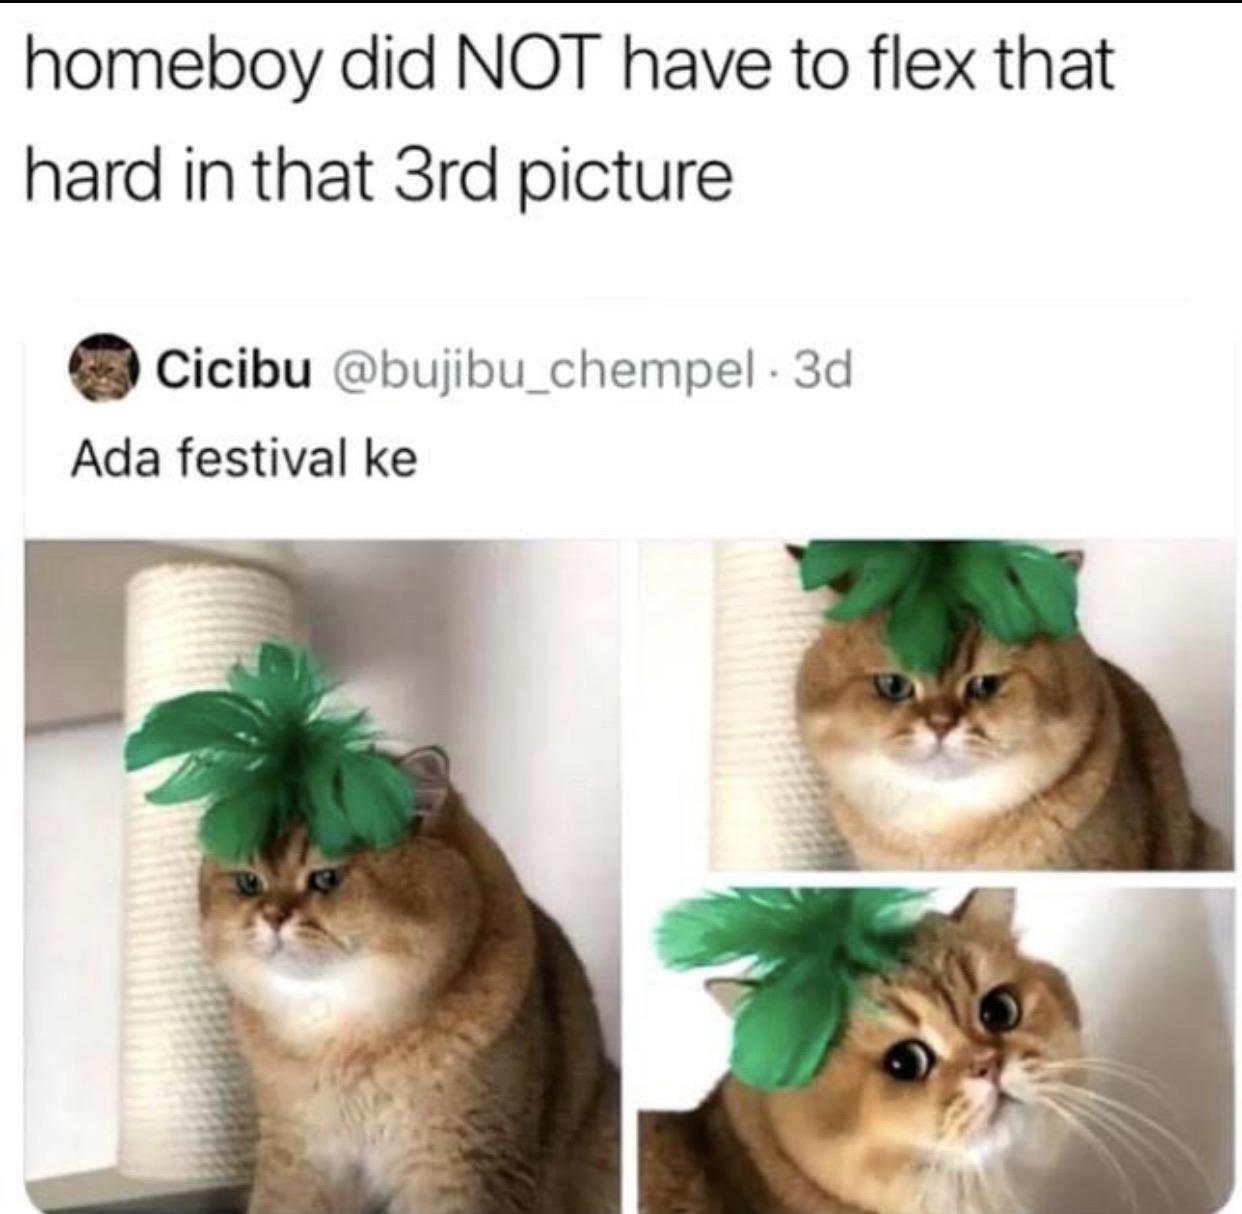 homeboy did NOT have to flex that
hard in that 3rd picture
Cicibu @bujibu_chempel · 3d
Ada festival ke